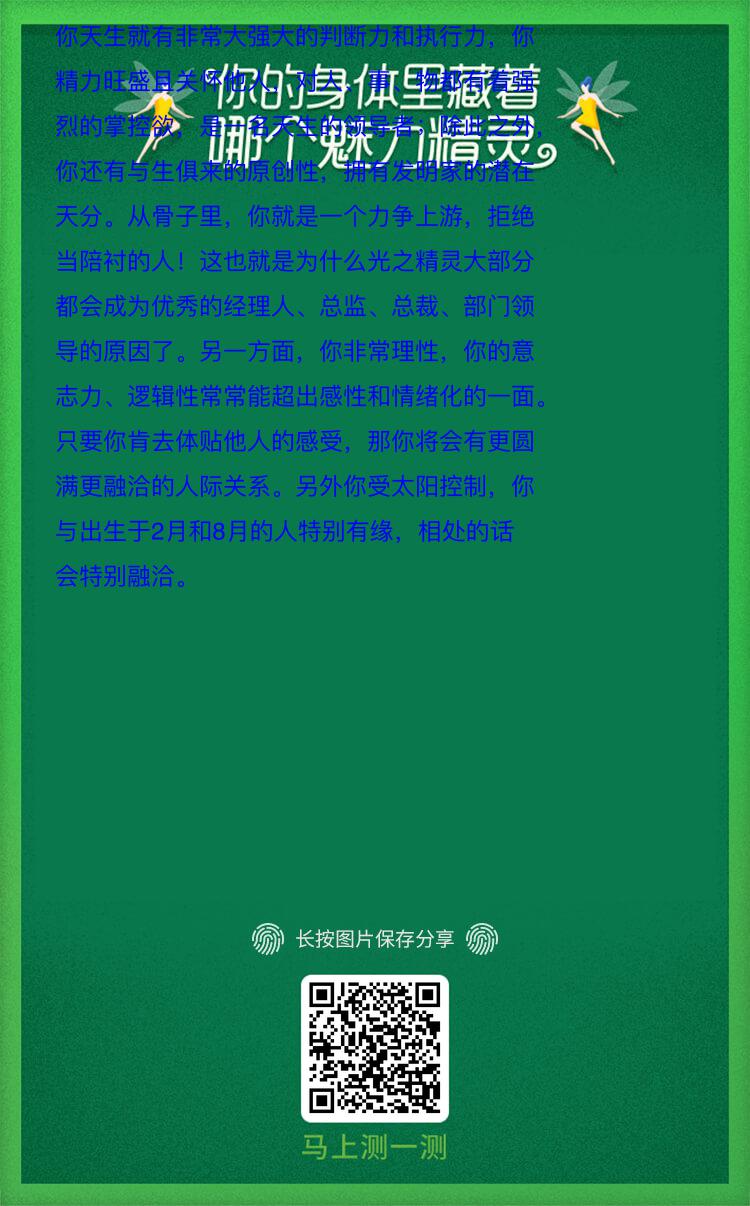 你天生就有非常大强大的判断力和执行力，你
精力旺盛且关怀他人，对人、事、物都有着强
你的身体里藏着
烈的掌控欲，是一名天生的领导者；除此之外，
哪个魅力精灵
你还有与生俱来的原创性，拥有发明家的潜在
天分。从骨子里，你就是一个力争上游，拒绝
当陪衬的人！这也就是为什么光之精灵大部分
都会成为优秀的经理人、总监、总裁、部门领
导的原因了。另一方面，你非常理性，你的意
志力、逻辑性常常能超出感性和情绪化的一面。
只要你肯去体贴他人的感受，那你将会有更圆
满更融洽的人际关系。另外你受太阳控制，你
与出生于2月和8月的人特别有缘，相处的话
会特别融洽。
长按图片保存分享
马上测一测